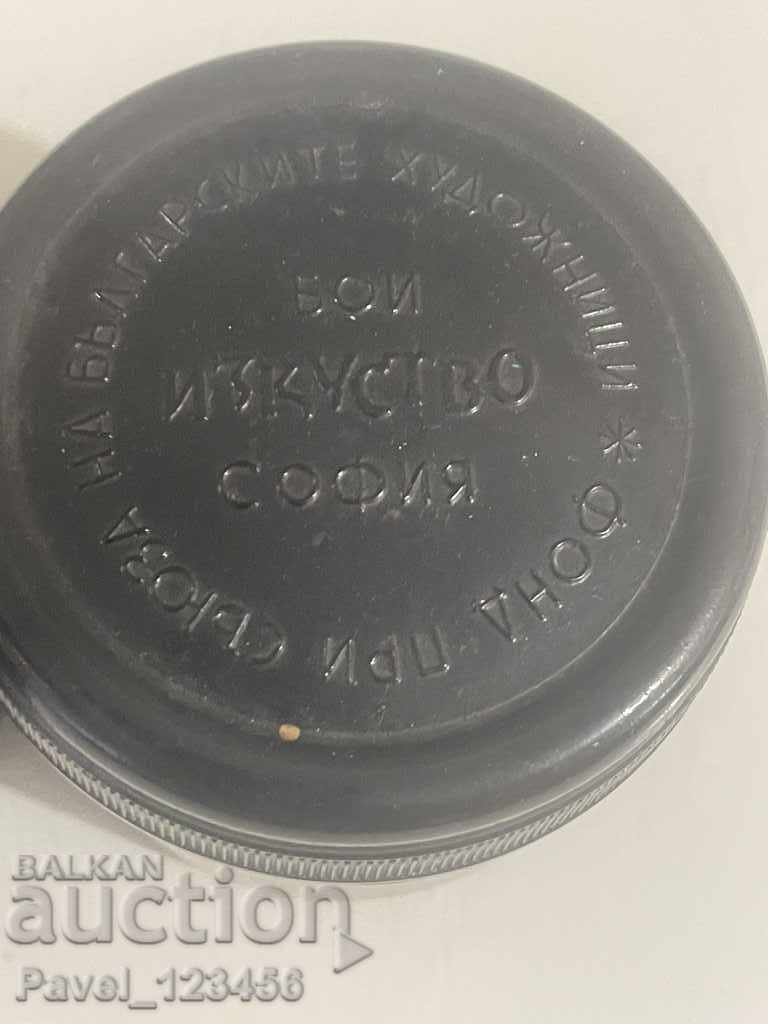 ФОНД ПРИ СЪЮЗА НА БЪЛГАРСКИТЕ ХУДОЖНИЦИ *
БОИ
ИЗКУСТВО
СОФИЯ
BALKAN
auction
Pavel_123456